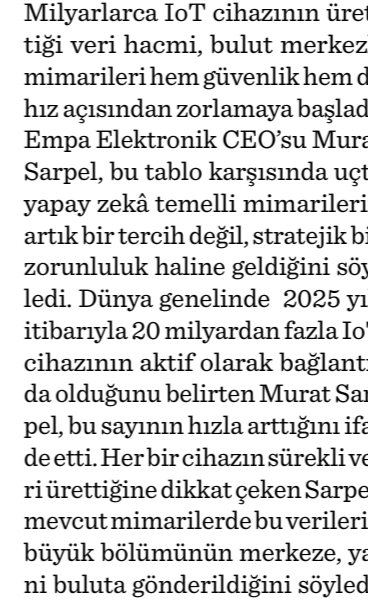 Milyarlarca IoT cihazının üret
tiği veri hacmi, bulut merkez
mimarileri hem güvenlik hem d
hız açısından zorlamaya başlad
Empa Elektronik CEO’su Mura
Sarpel, bu tablo karşısında uçt
yapay zekâ temelli mimarileri
artık bir tercih değil, stratejik bi
zorunluluk haline geldiğini söy
ledi. Dünya genelinde 2025 yı
itibarıyla 20 milyardan fazla Io
cihazının aktif olarak bağlantı
da olduğunu belirten Murat Sar
pel, bu sayının hızla arttığını ifa
de etti. Her bir cihazın sürekli ve
ri ürettiğine dikkat çeken Sarpe
mevcut mimarilerde bu verileri
büyük bölümünün merkeze, ya
ni buluta gönderildiğini söyled